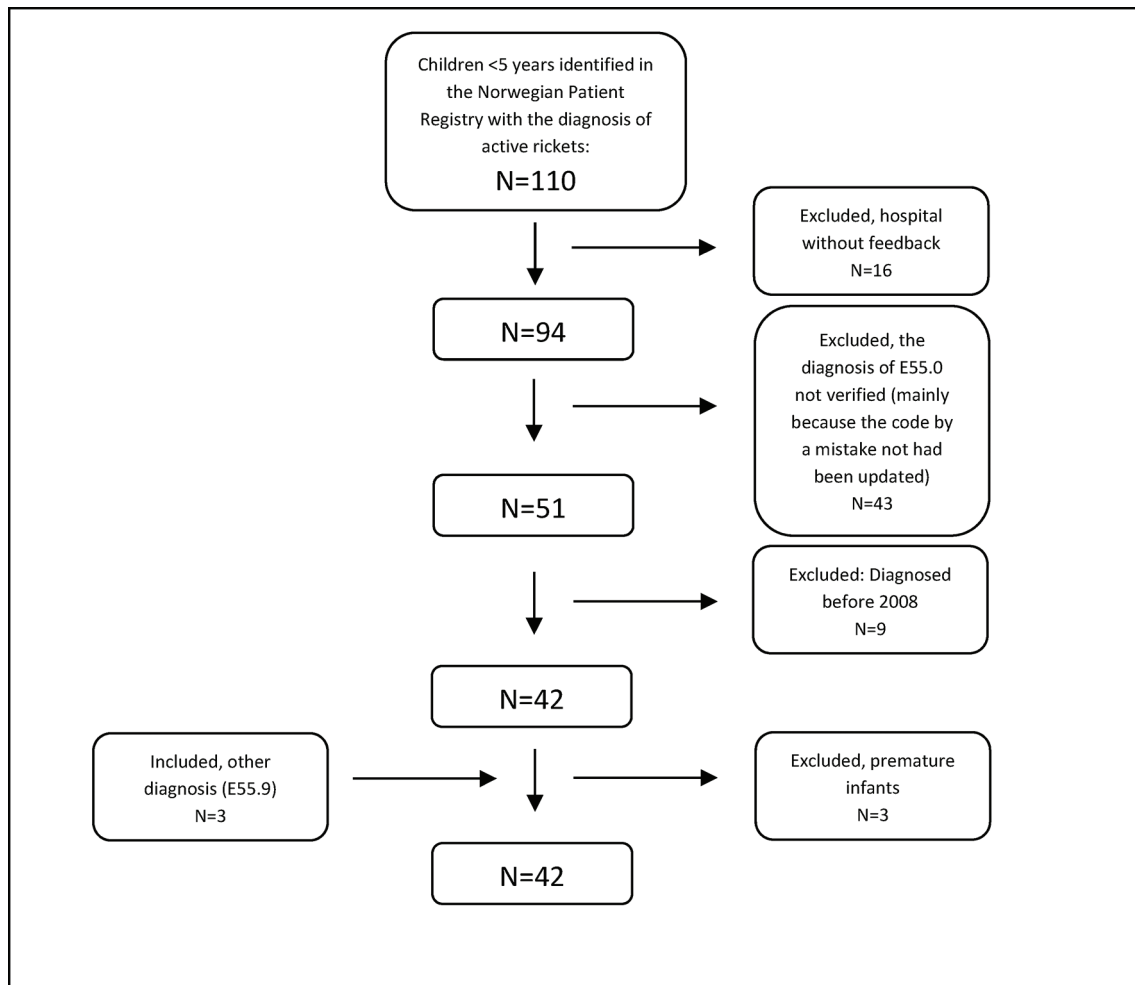 Children <5 years identified in
the Norwegian Patient
Registry with the diagnosis of
active rickets:
N=110
Excluded, hospital
without feedback
N=16
N=94
Excluded, the
diagnosis of E55.0
not verified (mainly
because the code by
a mistake not had
been updated)
N=43
N=51
Excluded: Diagnosed
before 2008
N=9
N=42
Included, other
diagnosis (E55.9)
N=3
Excluded, premature
infants
N=3
N=42